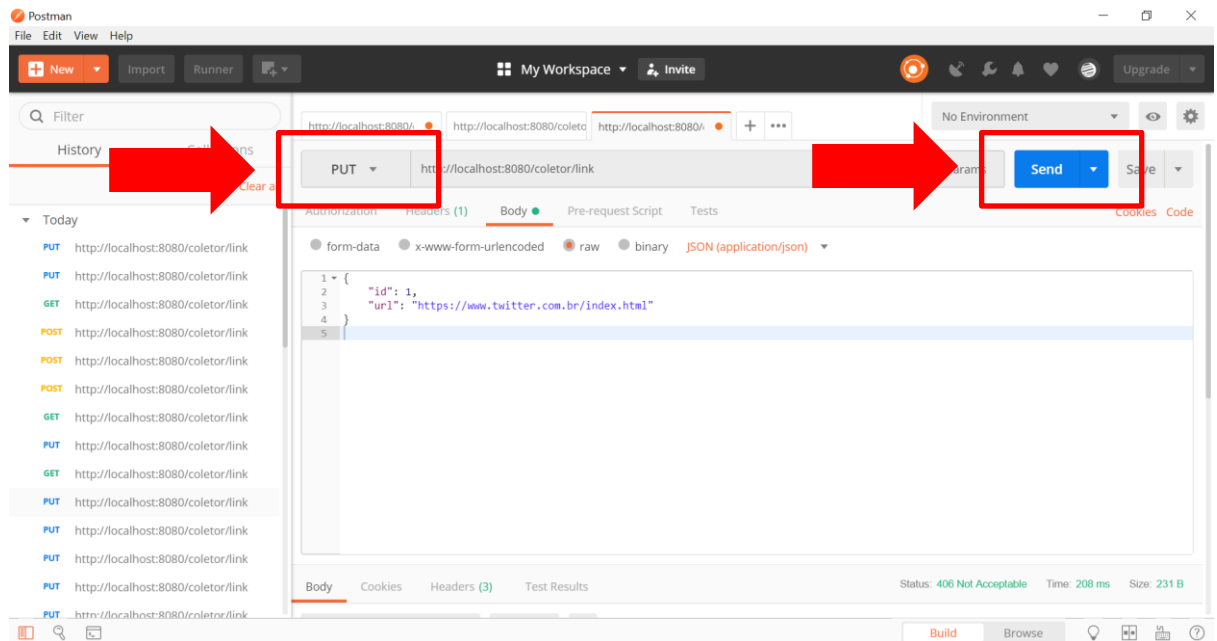 Postman
File Edit View Help
New Import Runner My Workspace Invite Upgrade
Filter
History
Clear a
Today
PUT http://localhost:8080/coletor/link
PUT http://localhost:8080/coletor/link
GET http://localhost:8080/coletor/link
POST http://localhost:8080/coletor/link
POST http://localhost:8080/coletor/link
POST http://localhost:8080/coletor/link
GET http://localhost:8080/coletor/link
PUT http://localhost:8080/coletor/link
GET http://localhost:8080/coletor/link
PUT http://localhost:8080/coletor/link
PUT http://localhost:8080/coletor/link
PUT http://localhost:8080/coletor/link
PUT http://localhost:8080/coletor/link
PUT http://localhost:8080/coletor/link
http://localhost:8080/ http://localhost:8080/coleto http://localhost:8080/ + •••
No Environment
PUT http://localhost:8080/coletor/link Send Save
Authorization Headers (1) Body Pre-request Script Tests Cookies Code
form-data x-www-form-urlencoded raw binary JSON (application/json)
1 {
2 "id": 1,
3 "url": "https://www.twitter.com.br/index.html"
4 }
5
Body Cookies Headers (3) Test Results Status: 406 Not Acceptable Time: 208 ms Size: 231 B
Build Browse